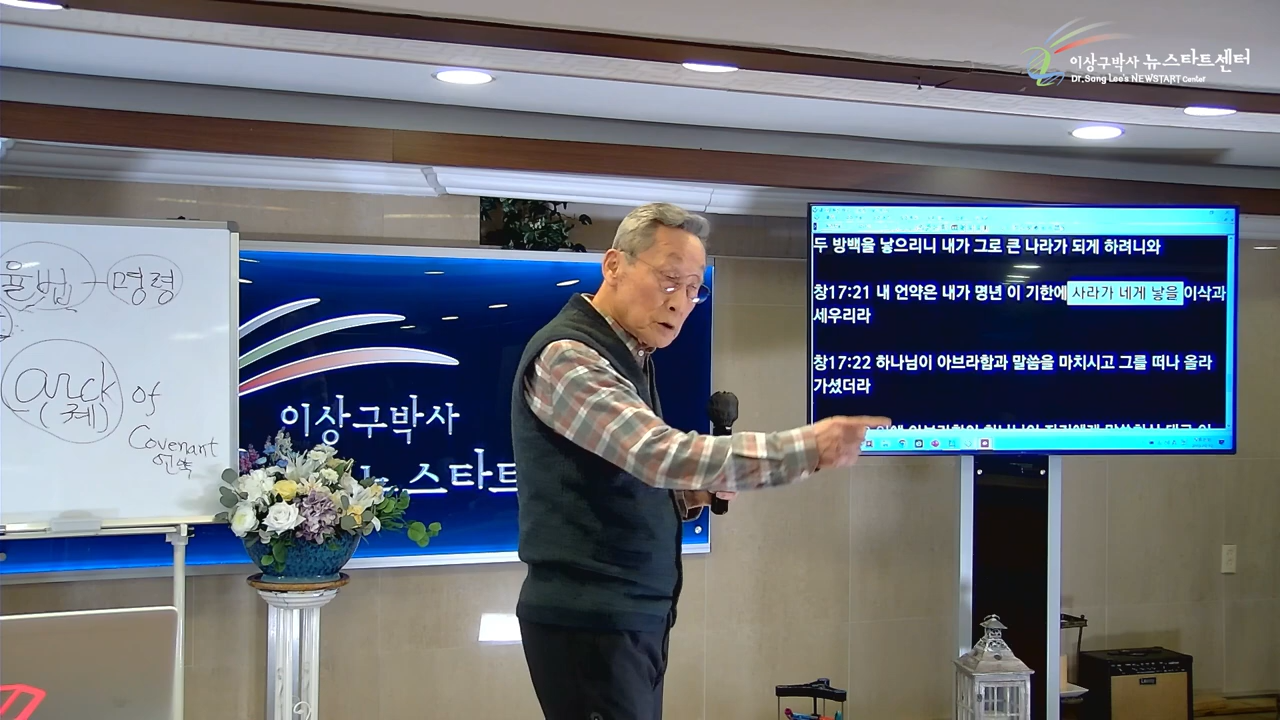 이상구박사 뉴스타트센터
Dr. Sang Lee's NEWSTART Center
율법 - 명령
arck of
(궤)
Covenant
언약
이상구박사
스타트
두 방백을 낳으리니 내가 그로 큰 나라가 되게 하려니와
창17:21 내 언약은 내가 명년 이 기한에 사라가 네게 낳을 이삭과
세우리라
창17:22 하나님이 아브라함과 말씀을 마치시고 그를 떠나 올라
가셨더라